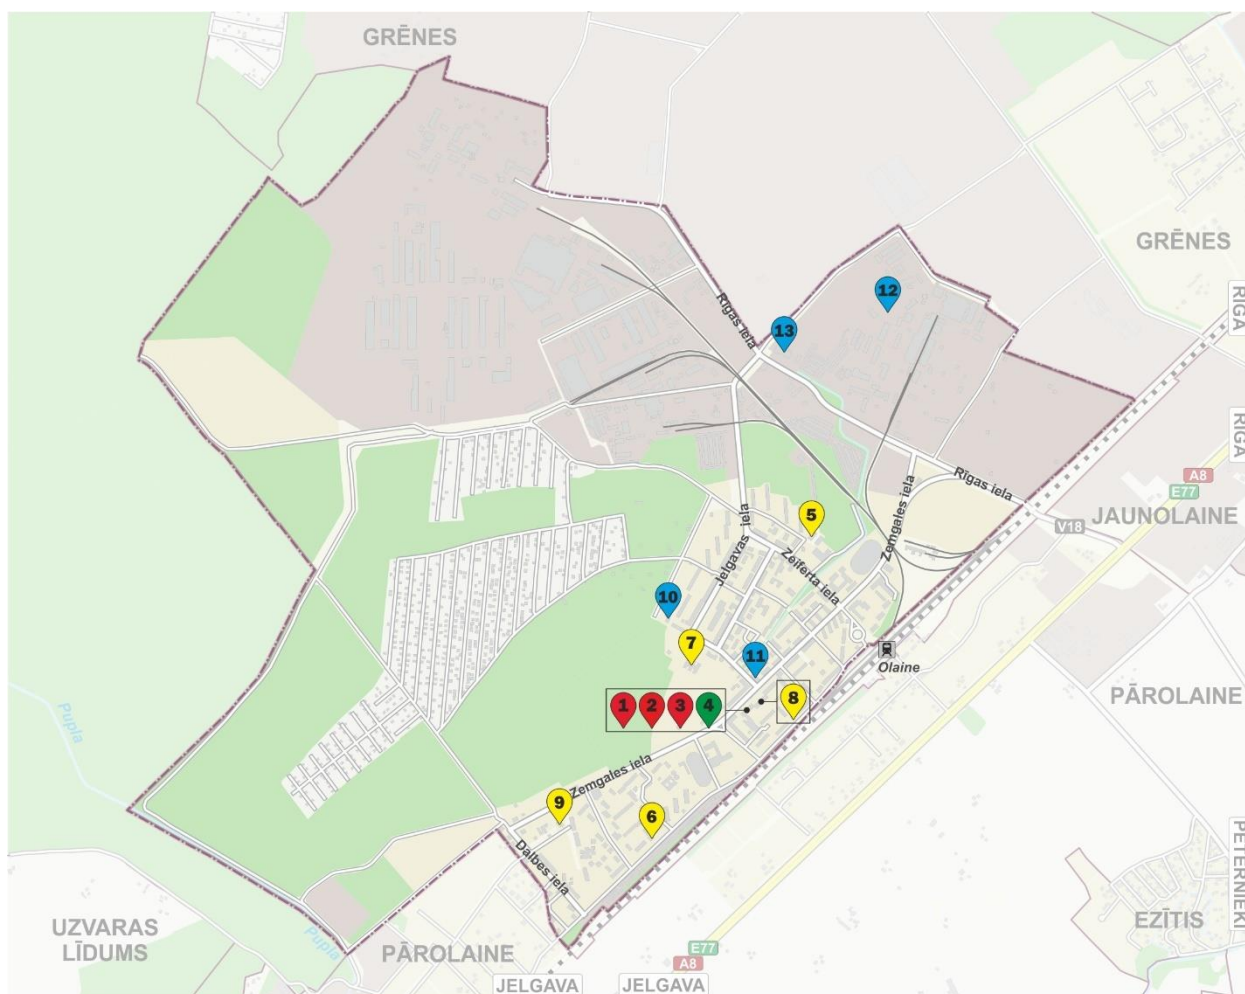 GRĒNES
GRĒNES
12
RĪGA
13
Rīgas iela
RĪGA
A8
E77
Rīgas iela
JAUNOLAINE
V18
Zemgales iela
5
Jelgavas iela
Zeiferta iela
10
7
11
Olaine
PĀROLAINE
1 2 3 4
8
Pupla
Zemgales iela
9
6
Dalbes iela
PĒTERNIEKI
EZĪTIS
UZVARAS
LĪDUMS
Pupla
PĀROLAINE
E77
A8
JELGAVA
JELGAVA